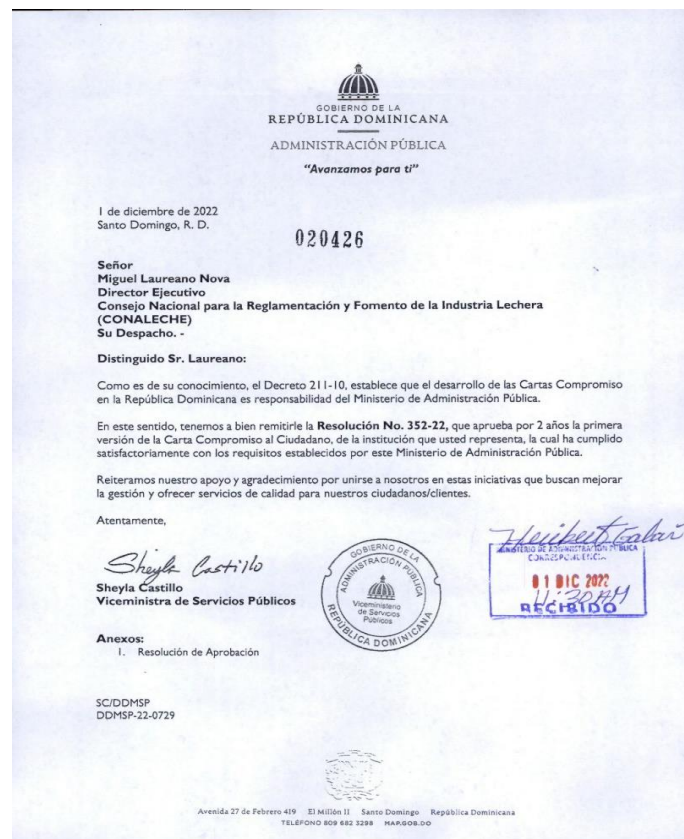 GOBIERNO DE LA
REPÚBLICA DOMINICANA
ADMINISTRACIÓN PÚBLICA
"Avanzamos para ti"
1 de diciembre de 2022
Santo Domingo, R. D.
020426
Señor
Miguel Laureano Nova
Director Ejecutivo
Consejo Nacional para la Reglamentación y Fomento de la Industria Lechera
(CONALECHE)
Su Despacho. -
Distinguido Sr. Laureano:
Como es de su conocimiento, el Decreto 211-10, establece que el desarrollo de las Cartas Compromiso
en la República Dominicana es responsabilidad del Ministerio de Administración Pública.
En este sentido, tenemos a bien remitirle la Resolución No. 352-22, que aprueba por 2 años la primera
versión de la Carta Compromiso al Ciudadano, de la institución que usted representa, la cual ha cumplido
satisfactoriamente con los requisitos establecidos por este Ministerio de Administración Pública.
Reiteramos nuestro apoyo y agradecimiento por unirse a nosotros en estas iniciativas que buscan mejorar
la gestión y ofrecer servicios de calidad para nuestros ciudadanos/clientes.
Atentamente,
Sheyla Castillo
Sheyla Castillo
Viceministra de Servicios Públicos
GOBIERNO DE LA
REPÚBLICA DOMINICANA
ADMINISTRACIÓN PÚBLICA
Viceministerio
de Servicios
Públicos
MINISTERIO DE ADMINISTRACIÓN PÚBLICA
CORRESPONDENCIA
01 DIC 2022
11:30 AM
RECIBIDO
Anexos:
1. Resolución de Aprobación
SC/DDMSP
DDMSP-22-0729
Avenida 27 de Febrero 419 El Millón II Santo Domingo República Dominicana
TELÉFONO 809 682 3298 MAP.GOB.DO